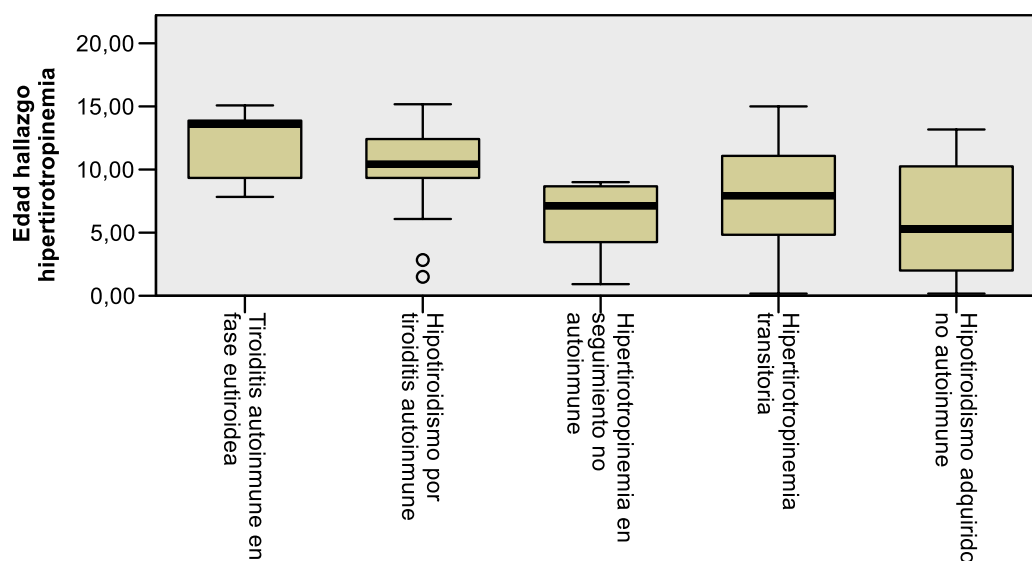 Edad hallazgo
hipertirotropinemia
20,00
15,00
10,00
5,00
0,00
Tiroiditis autoinmune en
fase eutiroidea
Hipotiroidismo por
tiroiditis autoinmune
Hipertirotropinemia en
seguimiento no
autoinmune
Hipertirotropinemia
transitoria
Hipotiroidismo adquirido
no autoinmune